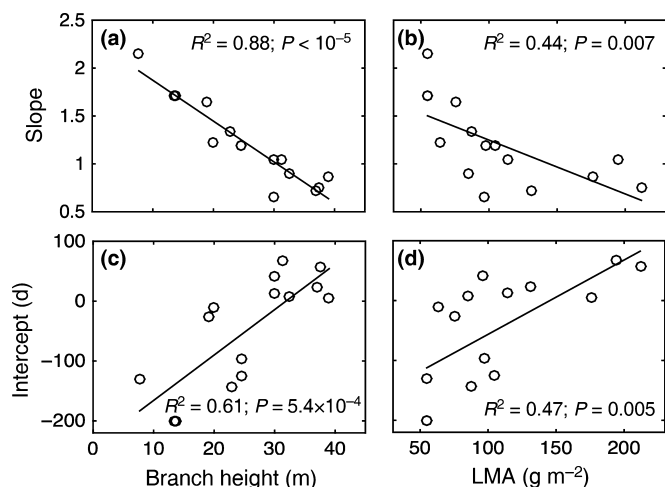 (a)
R² = 0.88; P < 10⁻⁵
(b)
R² = 0.44; P = 0.007
Slope
2.5
2
1.5
1
0.5
(c)
R² = 0.61; P = 5.4×10⁻⁴
(d)
R² = 0.47; P = 0.005
Intercept (d)
100
0
−100
−200
0 10 20 30 40
50 100 150 200
Branch height (m)
LMA (g m⁻²)